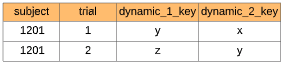 subject trial dynamic_1_key dynamic_2_key
1201 1 y x
1201 2 z y